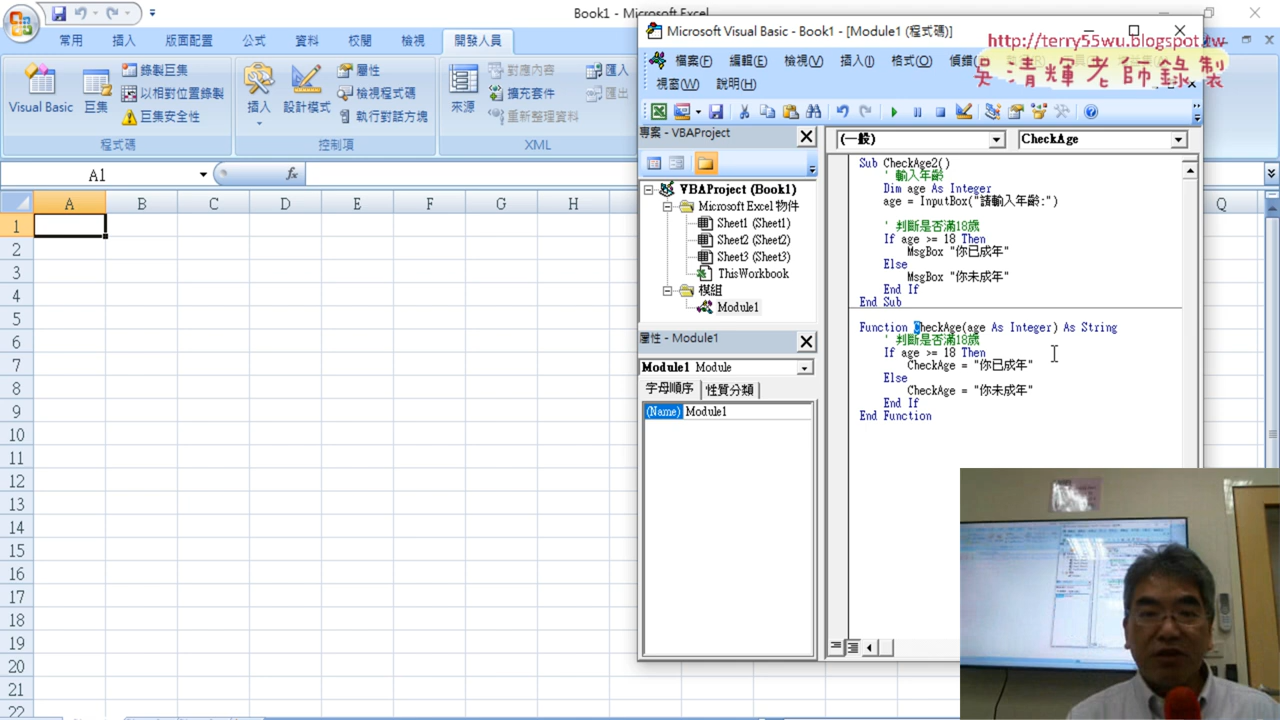 Book1 - Microsoft Excel
常用 插入 版面配置 公式 資料 校閱 檢視 開發人員
Visual Basic 巨集 錄製巨集 以相對位置錄製 巨集安全性
插入 設計模式 屬性 檢視程式碼 執行對話方塊
來源 對應內容 擴充套件 重新整理資料 匯入 匯出
程式碼 控制項 XML
A1 fx
A B C D E F G H Q
1
2
3
4
5
6
7
8
9
10
11
12
13
14
15
16
17
18
19
20
21
22
Microsoft Visual Basic - Book1 - [Module1 (程式碼)]
http://terry55wu.blogspot.tw
吳清輝老師錄製
檔案(F) 編輯(E) 檢視(V) 插入(I) 格式(O)
視窗(W) 說明(H)
專案 - VBAProject
VBAProject (Book1)
Microsoft Excel 物件
Sheet1 (Sheet1)
Sheet2 (Sheet2)
Sheet3 (Sheet3)
ThisWorkbook
模組
Module1
屬性 - Module1
Module1 Module
字母順序 性質分類
(Name) Module1
(一般) CheckAge
Sub CheckAge2()
' 輸入年齡
Dim age As Integer
age = InputBox("請輸入年齡:")
' 判斷是否滿18歲
If age >= 18 Then
MsgBox "你已成年"
Else
MsgBox "你未成年"
End If
End Sub
Function CheckAge(age As Integer) As String
' 判斷是否滿18歲
If age >= 18 Then
CheckAge = "你已成年"
Else
CheckAge = "你未成年"
End If
End Function